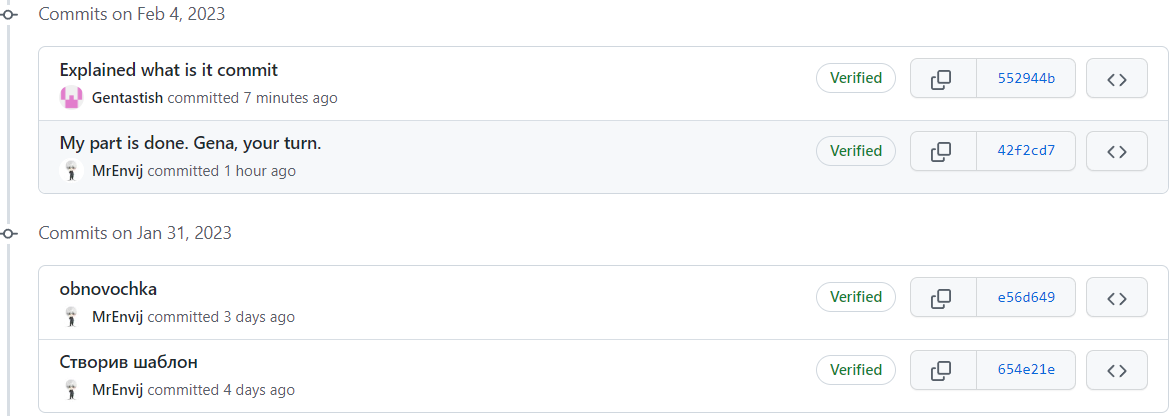 Commits on Feb 4, 2023
Explained what is it commit
Verified
552944b
Gentastish committed 7 minutes ago
My part is done. Gena, your turn.
Verified
42f2cd7
MrEnvij committed 1 hour ago
Commits on Jan 31, 2023
obnovochka
Verified
e56d649
MrEnvij committed 3 days ago
Створив шаблон
Verified
654e21e
MrEnvij committed 4 days ago